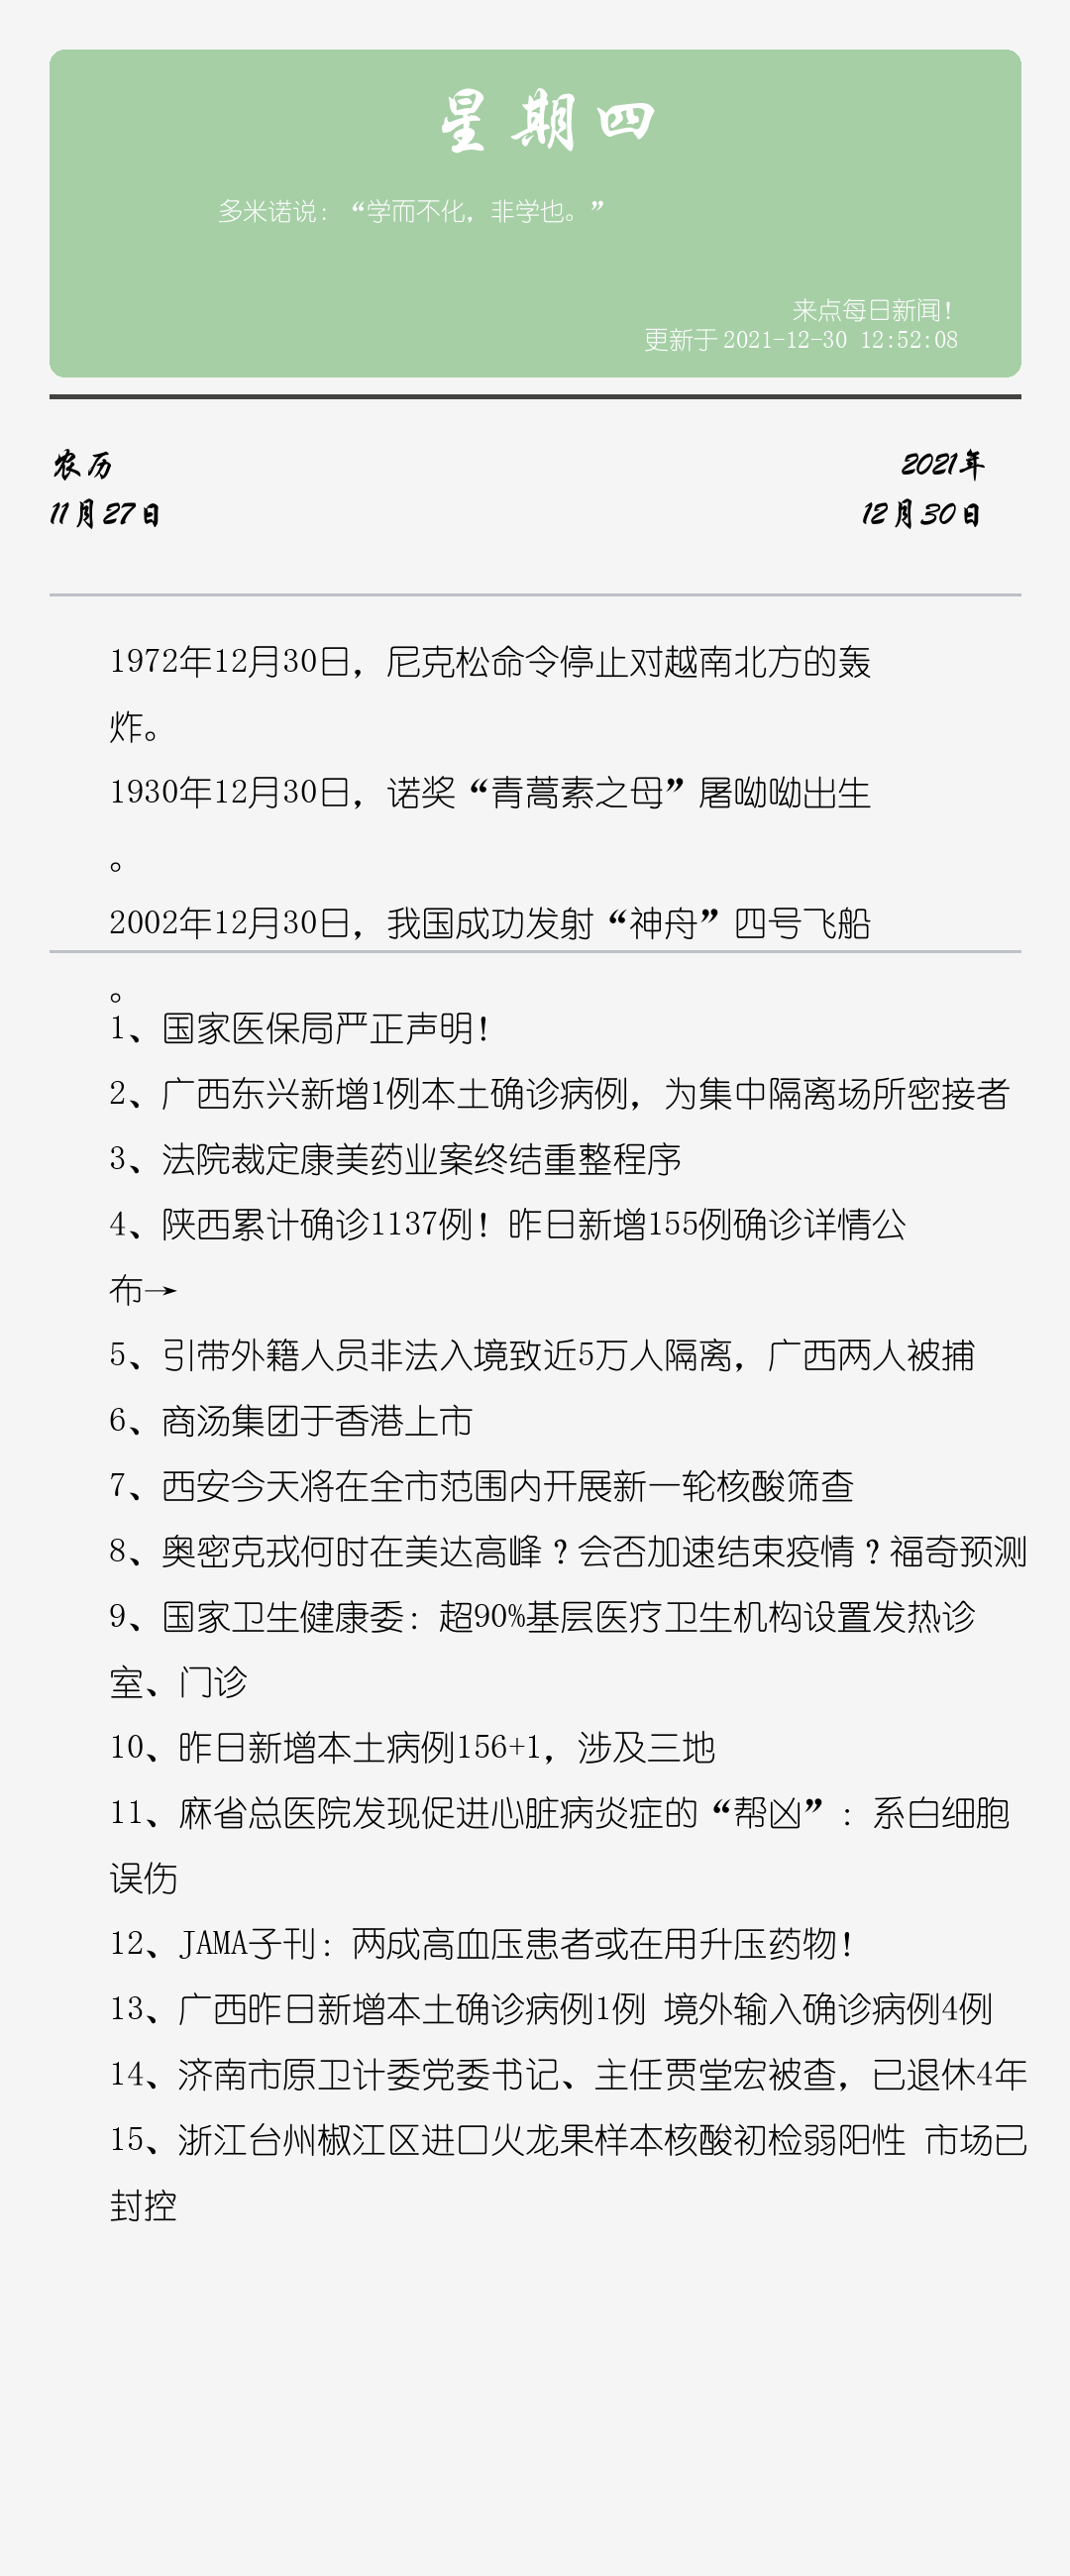 星期四
多米诺说：“学而不化，非学也。”
来点每日新闻！
更新于 2021-12-30 12:52:08
农历
2021年
11月27日
12月30日
1972年12月30日，尼克松命令停止对越南北方的轰
炸。
1930年12月30日，诺奖“青蒿素之母”屠呦呦出生
。
2002年12月30日，我国成功发射“神舟”四号飞船
。
1、国家医保局严正声明！
2、广西东兴新增1例本土确诊病例，为集中隔离场所密接者
3、法院裁定康美药业案终结重整程序
4、陕西累计确诊1137例！昨日新增155例确诊详情公
布→
5、引带外籍人员非法入境致近5万人隔离，广西两人被捕
6、商汤集团于香港上市
7、西安今天将在全市范围内开展新一轮核酸筛查
8、奥密克戎何时在美达高峰？会否加速结束疫情？福奇预测
9、国家卫生健康委：超90%基层医疗卫生机构设置发热诊
室、门诊
10、昨日新增本土病例156+1，涉及三地
11、麻省总医院发现促进心脏病炎症的“帮凶”：系白细胞
误伤
12、JAMA子刊：两成高血压患者或在用升压药物！
13、广西昨日新增本土确诊病例1例 境外输入确诊病例4例
14、济南市原卫计委党委书记、主任贾堂宏被查，已退休4年
15、浙江台州椒江区进口火龙果样本核酸初检弱阳性 市场已
封控